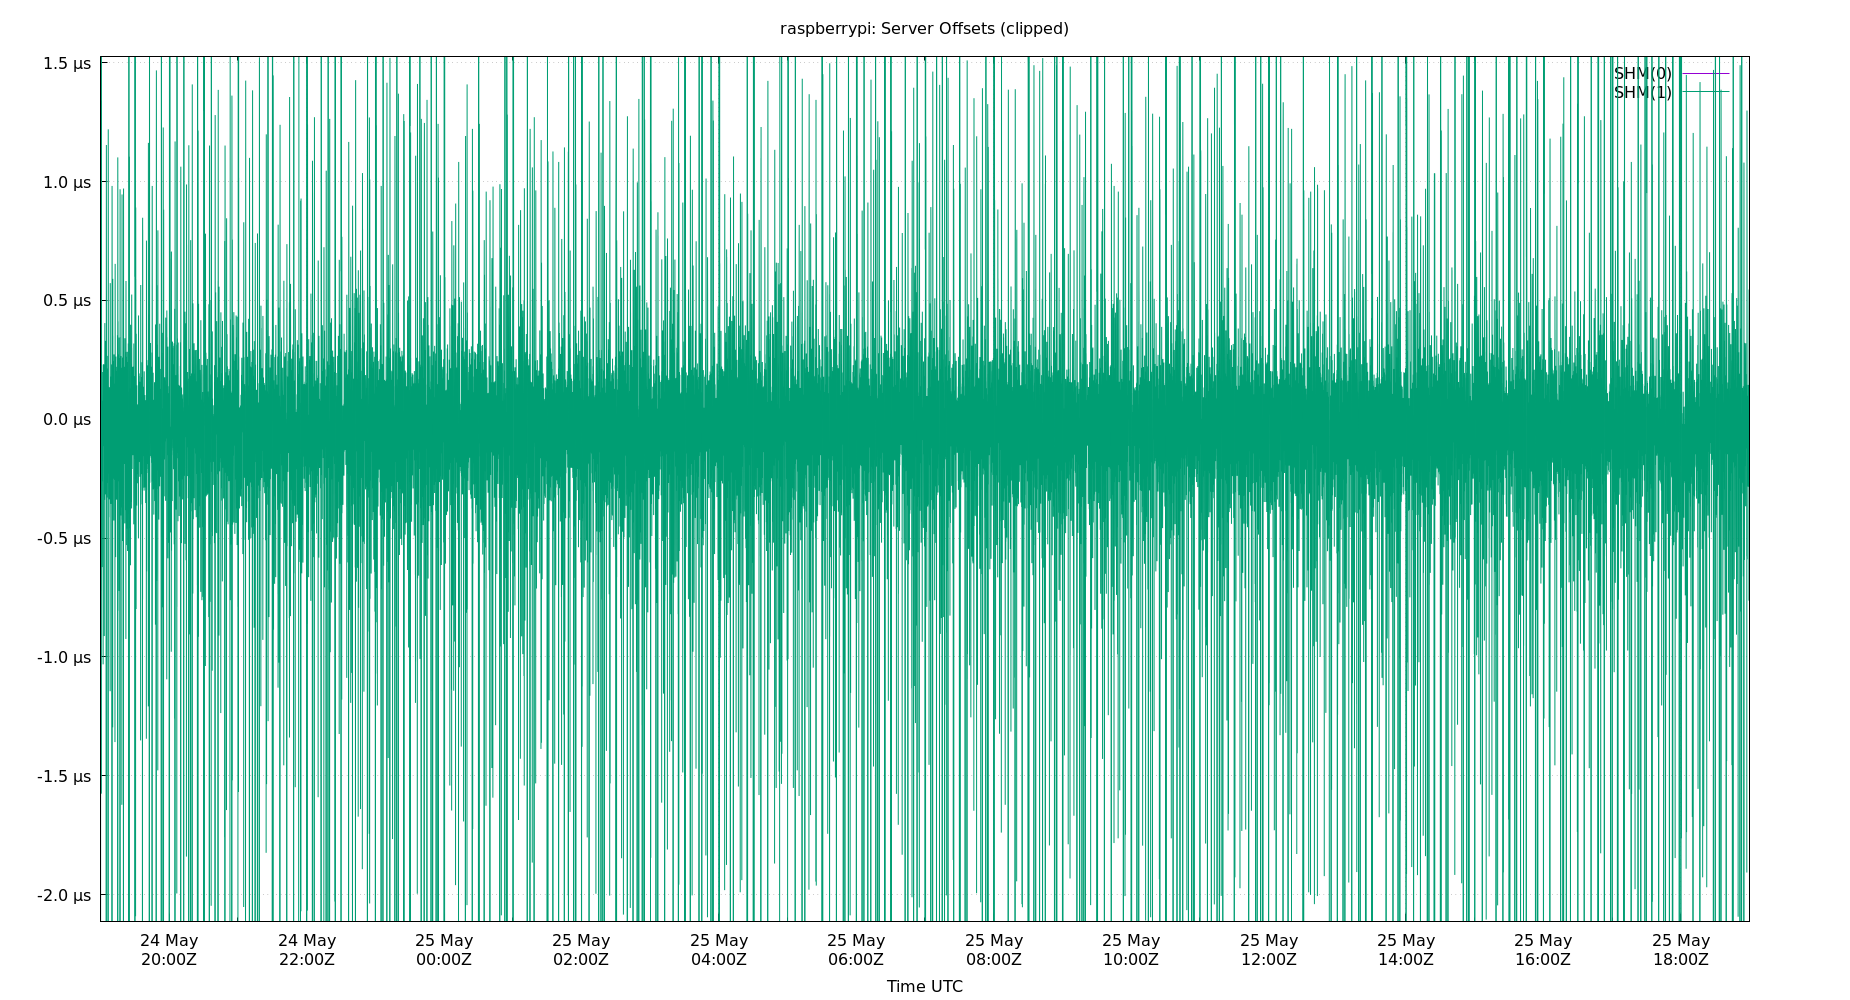 raspberrypi: Server Offsets (clipped)
1.5 µs
1.0 µs
0.5 µs
0.0 µs
-0.5 µs
-1.0 µs
-1.5 µs
-2.0 µs
SHM(0)
SHM(1)
24 May 24 May 25 May 25 May 25 May 25 May 25 May 25 May 25 May 25 May 25 May 25 May
20:00Z 22:00Z 00:00Z 02:00Z 04:00Z 06:00Z 08:00Z 10:00Z 12:00Z 14:00Z 16:00Z 18:00Z
Time UTC